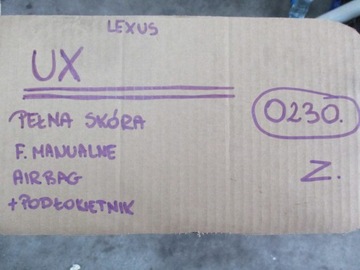 LEXUS
UX
PEŁNA SKÓRA
F. MANUALNE
AIRBAG
+PODŁOKIETNIK
0230.
Z.